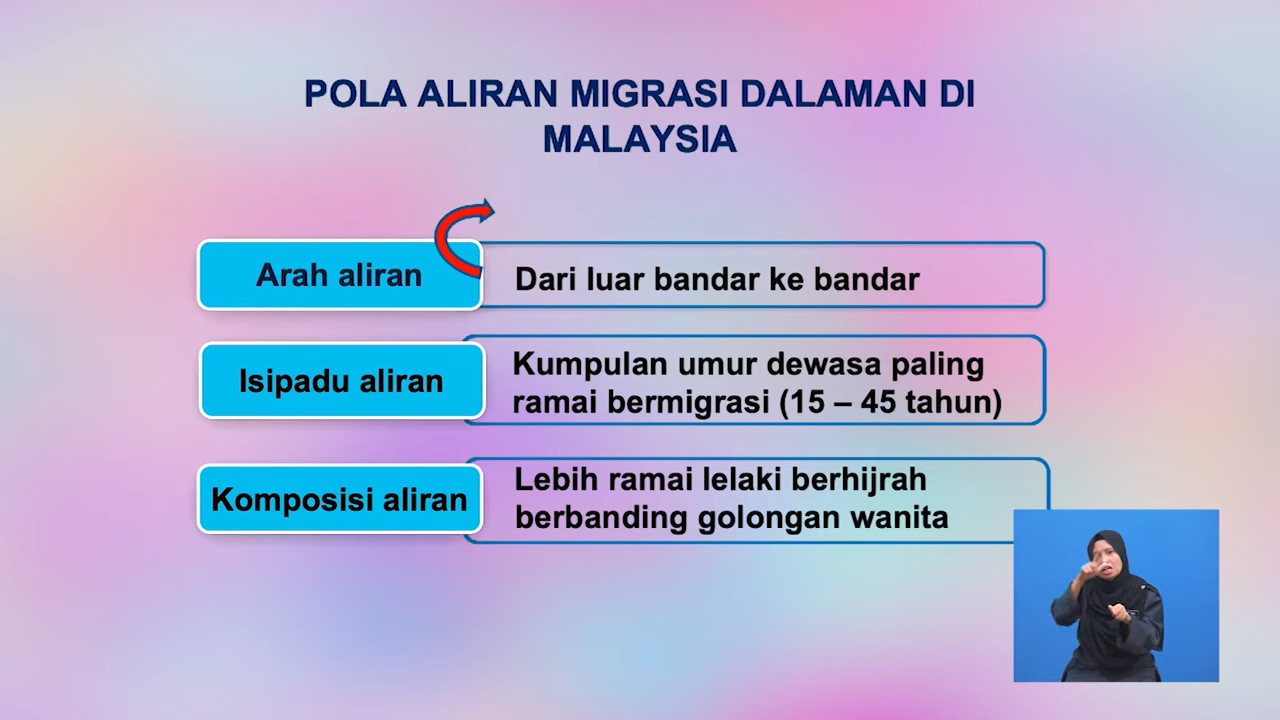 POLA ALIRAN MIGRASI DALAMAN DI
MALAYSIA
Arah aliran
Dari luar bandar ke bandar
Isipadu aliran
Kumpulan umur dewasa paling
ramai bermigrasi (15 – 45 tahun)
Komposisi aliran
Lebih ramai lelaki berhijrah
berbanding golongan wanita